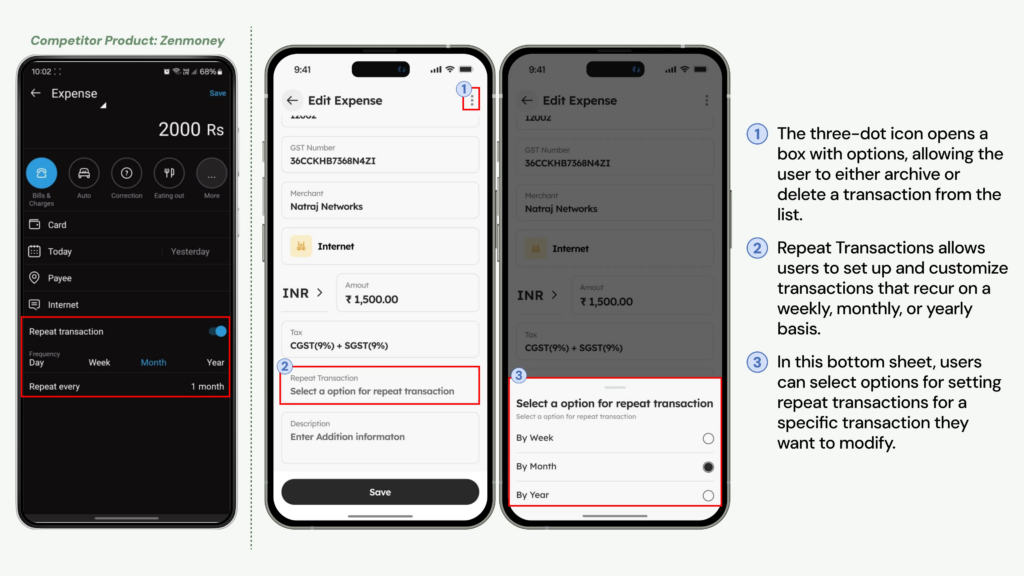 Competitor Product: Zenmoney
10:02
68%
Expense
Save
2000 Rs
Bills & Charges
Auto
Correction
Eating out
More
Card
Today
Yesterday
Payee
Internet
Repeat transaction
Frequency
Day
Week
Month
Year
Repeat every
1 month
9:41
1
Edit Expense
12002
GST Number
36CCKHB7368N4ZI
Merchant
Natraj Networks
Internet
INR
Amout
₹ 1,500.00
Tax
CGST(9%) + SGST(9%)
2
Repeat Transaction
Select a option for repeat transaction
Description
Enter Addition informaton
Save
9:41
Edit Expense
12002
GST Number
36CCKHB7368N4ZI
Merchant
Natraj Networks
Internet
INR
Amout
₹ 1,500.00
Tax
CGST(9%) + SGST(9%)
3
Select a option for repeat transaction
Select a option for repeat transaction
By Week
By Month
By Year
1 The three-dot icon opens a
box with options, allowing the
user to either archive or
delete a transaction from the
list.
2 Repeat Transactions allows
users to set up and customize
transactions that recur on a
weekly, monthly, or yearly
basis.
3 In this bottom sheet, users
can select options for setting
repeat transactions for a
specific transaction they
want to modify.